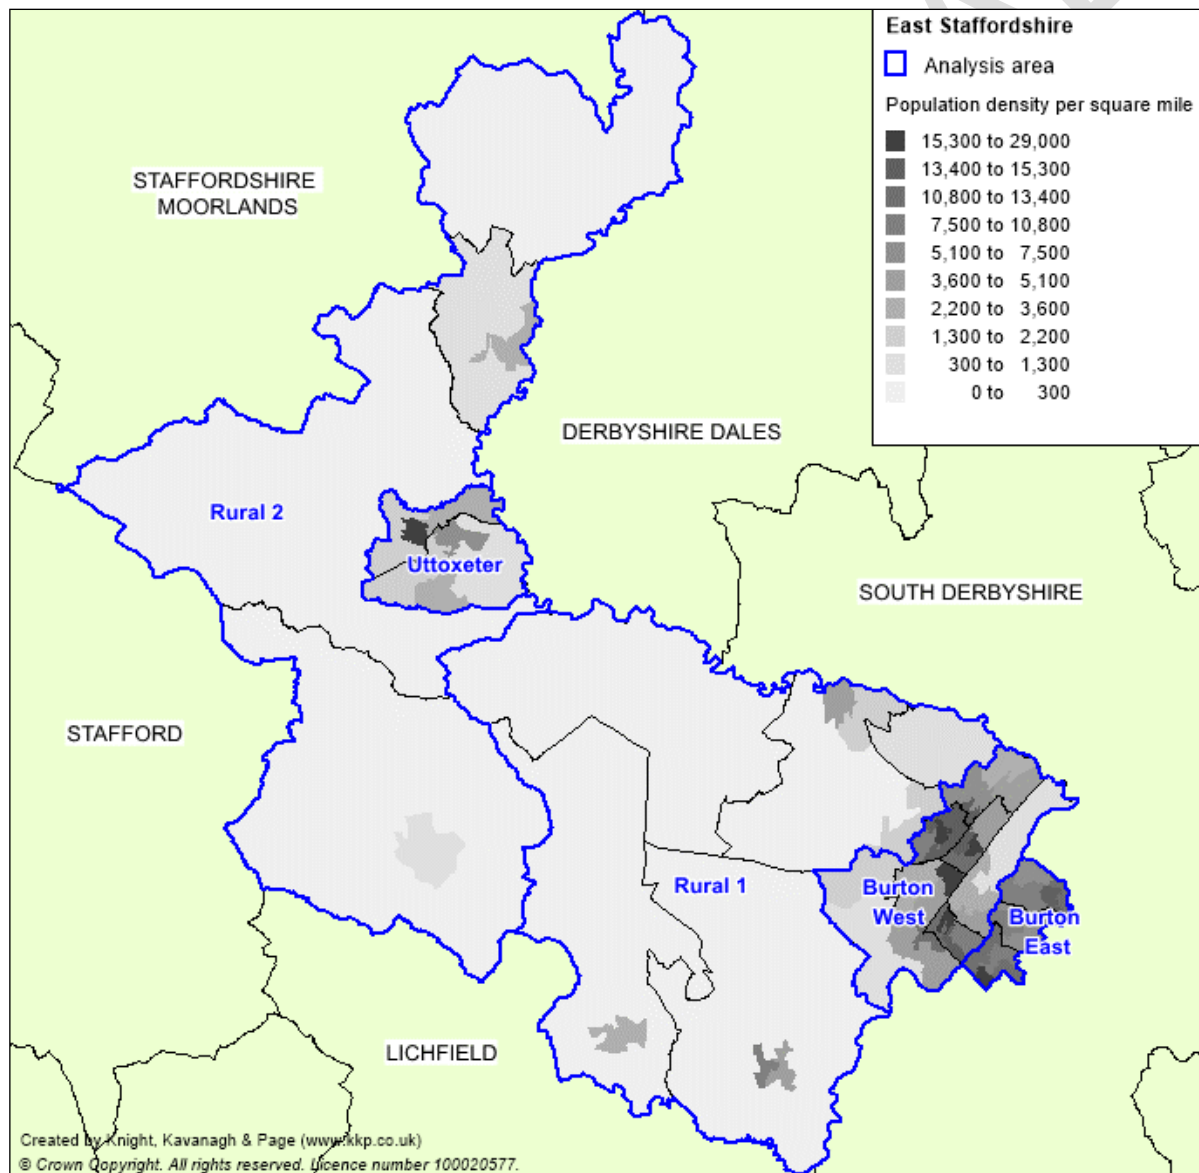 East Staffordshire
Analysis area
Population density per square mile
15,300 to 29,000
13,400 to 15,300
10,800 to 13,400
7,500 to 10,800
5,100 to 7,500
3,600 to 5,100
2,200 to 3,600
1,300 to 2,200
300 to 1,300
0 to 300
STAFFORDSHIRE
MOORLANDS
DERBYSHIRE DALES
Rural 2
Uttoxeter
SOUTH DERBYSHIRE
STAFFORD
Rural 1
Burton
West
Burton
East
LICHFIELD
Created by Knight, Kavanagh & Page (www.kkp.co.uk)
© Crown Copyright. All rights reserved. Licence number 100020577.